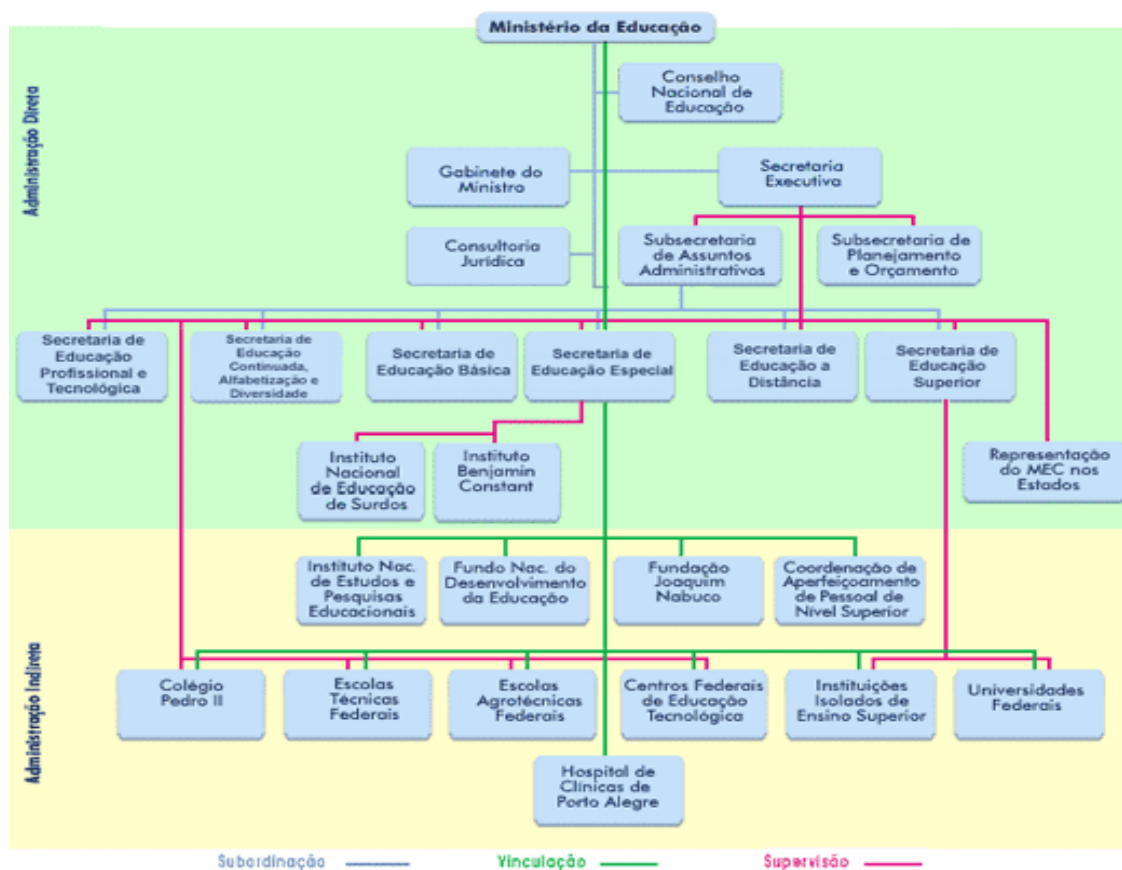 Ministério da Educação
Administração Direta
Conselho
Nacional de
Educação
Gabinete do
Ministro
Secretaria
Executiva
Consultoria
Jurídica
Subsecretaria
de Assuntos
Administrativos
Subsecretaria de
Planejamento
e Orçamento
Secretaria de
Educação
Profissional e
Tecnológica
Secretaria de
Educação
Continuada,
Alfabetização e
Diversidade
Secretaria de
Educação Básica
Secretaria de
Educação Especial
Secretaria de
Educação a
Distância
Secretaria de
Educação
Superior
Instituto
Nacional
de Educação
de Surdos
Instituto
Benjamin
Constant
Representação
do MEC nos
Estados
Administração Indireta
Instituto Nac.
de Estudos e
Pesquisas
Educacionais
Fundo Nac. do
Desenvolvimento
da Educação
Fundação
Joaquim
Nabuco
Coordenação de
Aperfeiçoamento
de Pessoal de
Nível Superior
Colégio
Pedro II
Escolas
Técnicas
Federais
Escolas
Agrotécnicas
Federais
Centros Federais
de Educação
Tecnológica
Instituições
Isolados de
Ensino Superior
Universidades
Federais
Hospital de
Clínicas de
Porto Alegre
Subordinação
Vinculação
Supervisão